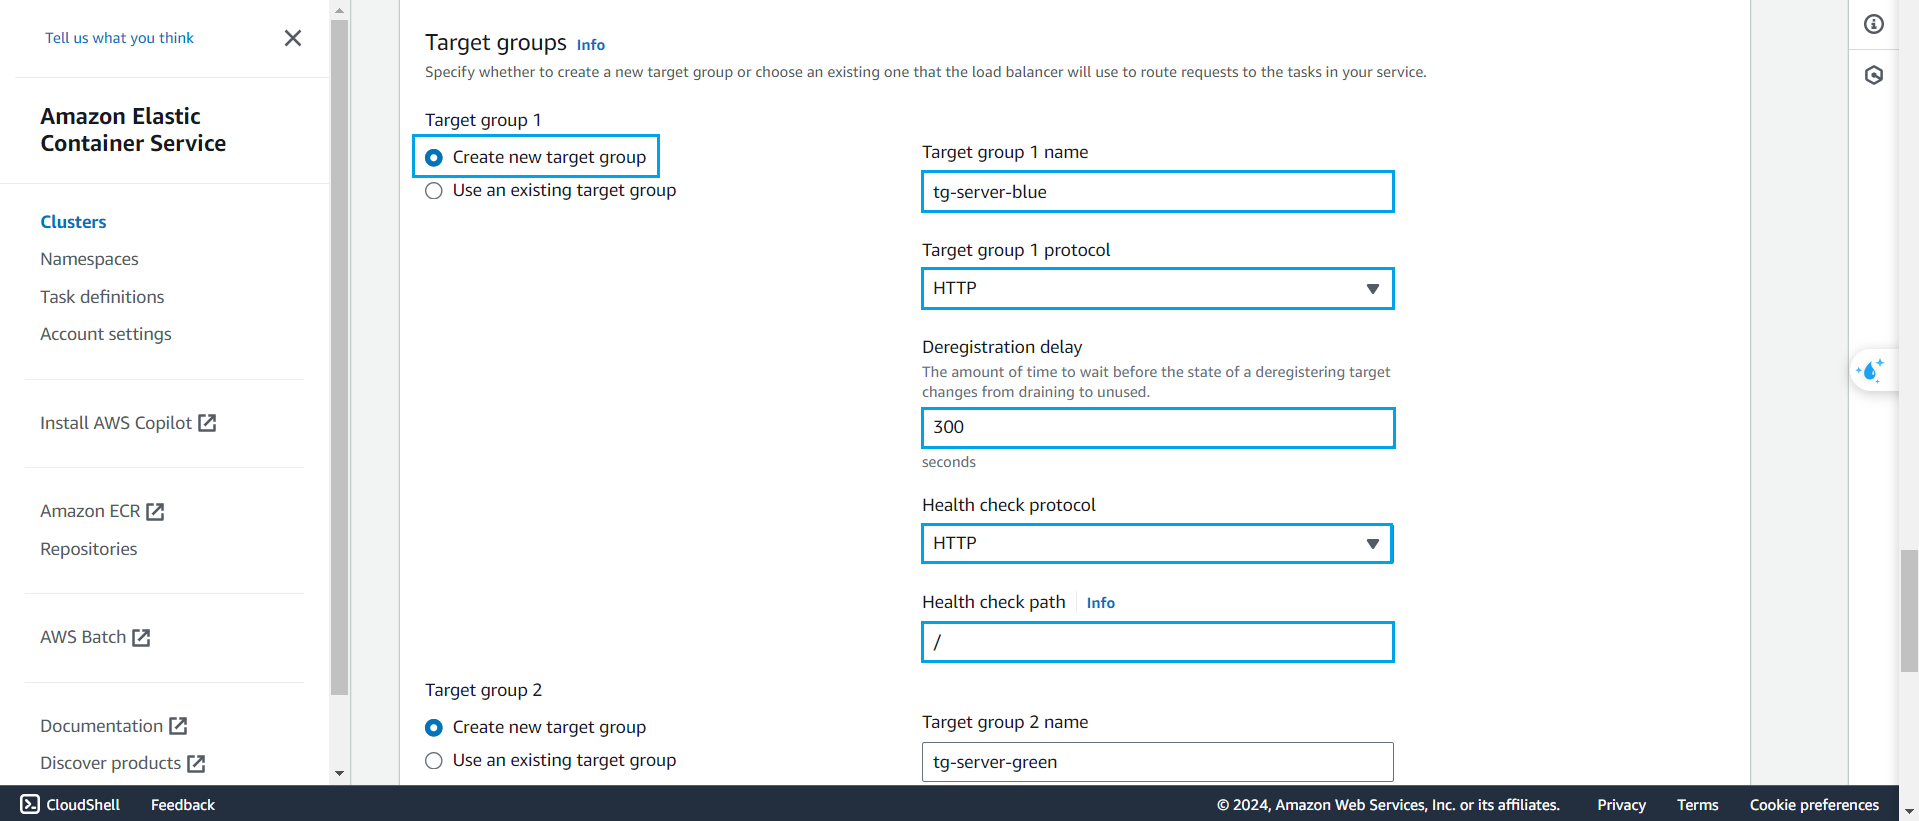 Tell us what you think
Amazon Elastic
Container Service
Clusters
Namespaces
Task definitions
Account settings
Install AWS Copilot
Amazon ECR
Repositories
AWS Batch
Documentation
Discover products
Target groups Info
Specify whether to create a new target group or choose an existing one that the load balancer will use to route requests to the tasks in your service.
Target group 1
Create new target group
Use an existing target group
Target group 1 name
tg-server-blue
Target group 1 protocol
HTTP
Deregistration delay
The amount of time to wait before the state of a deregistering target
changes from draining to unused.
300
seconds
Health check protocol
HTTP
Health check path Info
/
Target group 2
Create new target group
Use an existing target group
Target group 2 name
tg-server-green
CloudShell Feedback © 2024, Amazon Web Services, Inc. or its affiliates. Privacy Terms Cookie preferences